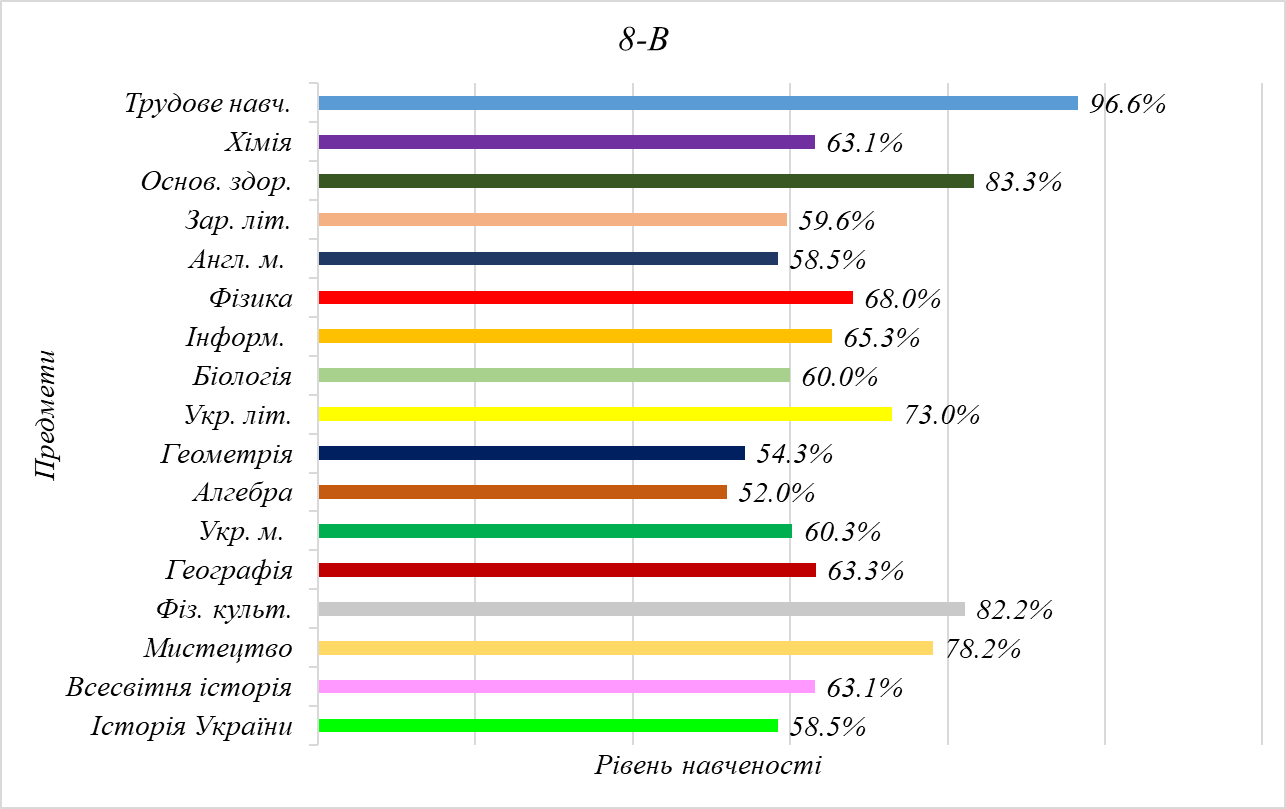 8-В
Трудове навч. 96.6%
Хімія 63.1%
Основ. здор. 83.3%
Зар. літ. 59.6%
Англ. м. 58.5%
Фізика 68.0%
Інформ. 65.3%
Біологія 60.0%
Укр. літ. 73.0%
Геометрія 54.3%
Алгебра 52.0%
Укр. м. 60.3%
Географія 63.3%
Фіз. культ. 82.2%
Мистецтво 78.2%
Всесвітня історія 63.1%
Історія України 58.5%
Предмети
Рівень навченості